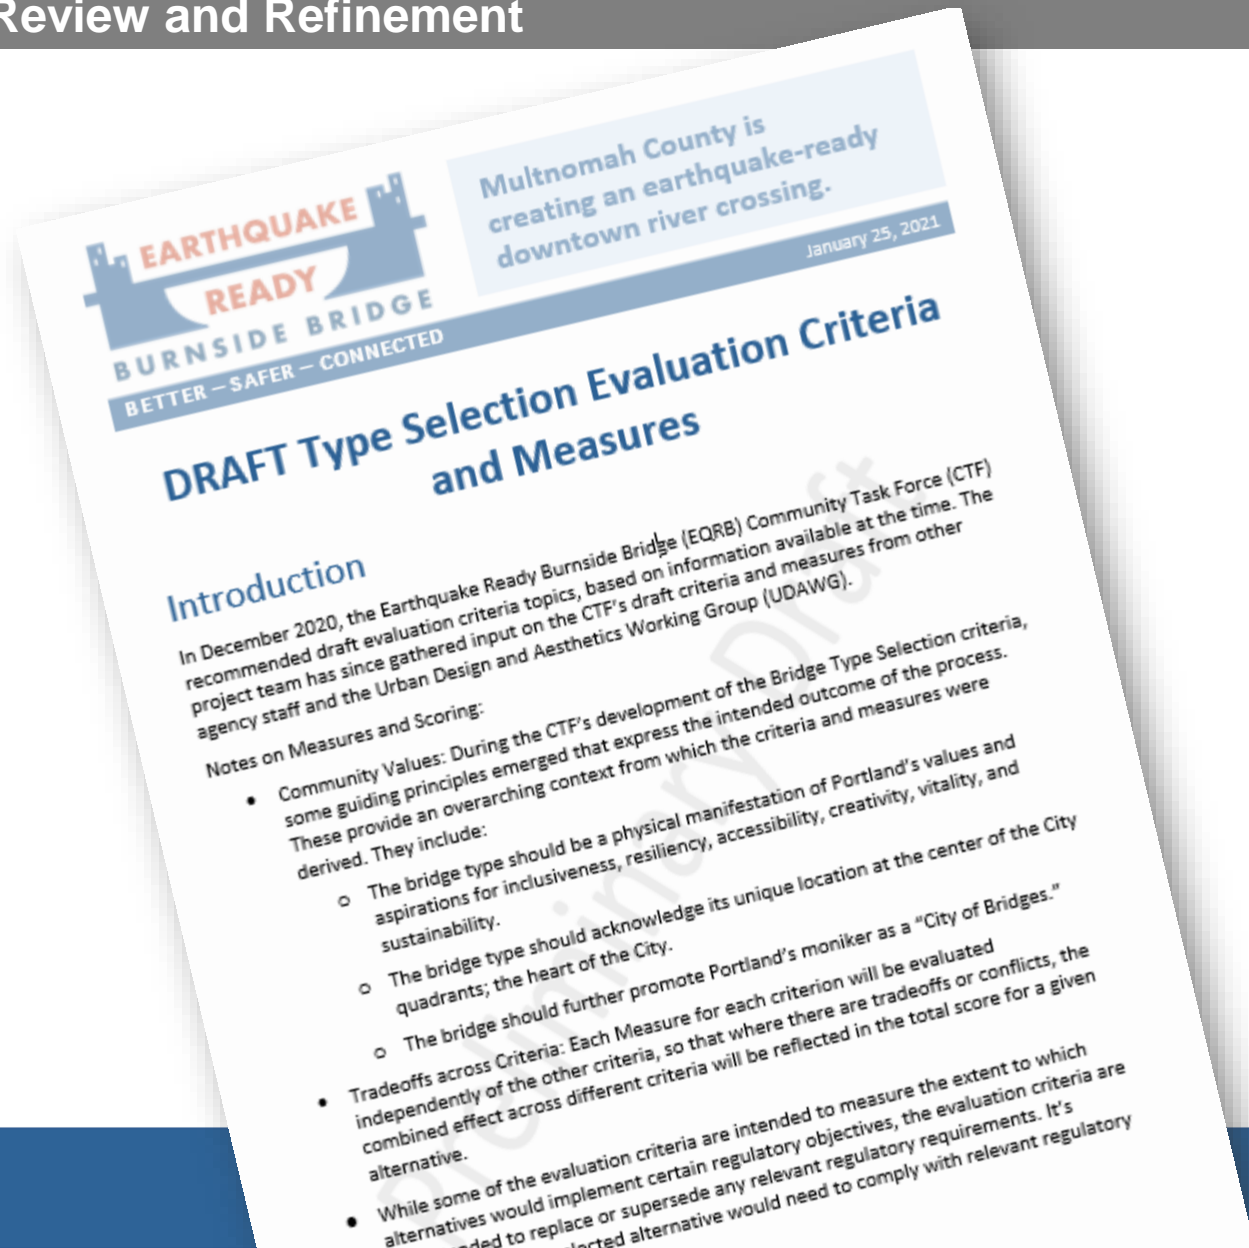 Review and Refinement
EARTHQUAKE
READY
BURNSIDE BRIDGE
Multnomah County is
creating an earthquake-ready
downtown river crossing.
BETTER – SAFER – CONNECTED
January 25, 2021
DRAFT Type Selection Evaluation Criteria
and Measures
Introduction
In December 2020, the Earthquake Ready Burnside Bridge (EQRB) Community Task Force (CTF)
recommended draft evaluation criteria topics, based on information available at the time. The
project team has since gathered input on the CTF's draft criteria and measures from other
agency staff and the Urban Design and Aesthetics Working Group (UDAWG).
Notes on Measures and Scoring:
• Community Values: During the CTF's development of the Bridge Type Selection criteria,
some guiding principles emerged that express the intended outcome of the process.
These provide an overarching context from which the criteria and measures were
derived. They include:
o The bridge type should be a physical manifestation of Portland's values and
aspirations for inclusiveness, resiliency, accessibility, creativity, vitality, and
sustainability.
o The bridge type should acknowledge its unique location at the center of the City
quadrants; the heart of the City.
o The bridge should further promote Portland's moniker as a “City of Bridges.”
• Tradeoffs across Criteria: Each Measure for each criterion will be evaluated
independently of the other criteria, so that where there are tradeoffs or conflicts, the
combined effect across different criteria will be reflected in the total score for a given
alternative.
• While some of the evaluation criteria are intended to measure the extent to which
alternatives would implement certain regulatory objectives, the evaluation criteria are
to replace or supersede any relevant regulatory requirements. It's
alternative would need to comply with relevant regulatory
Preliminary Draft